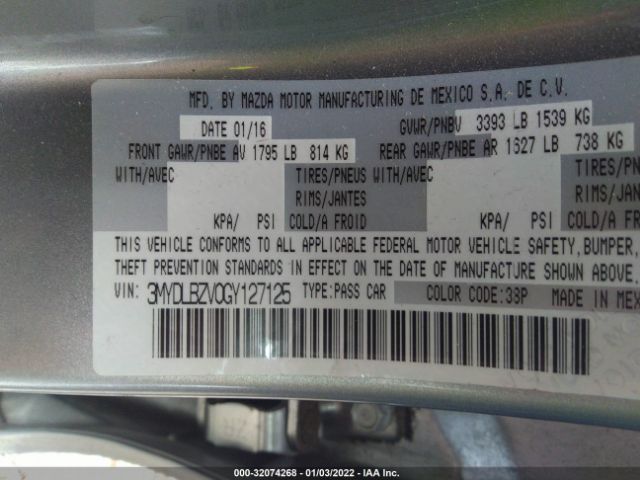 MFD. BY MAZDA MOTOR MANUFACTURING DE MEXICO S.A. DE C.V.
DATE 01/16 GVWR/PNBV 3393 LB 1539 KG
FRONT GAWR/PNBE AV 1795 LB 814 KG REAR GAWR/PNBE AR 1627 LB 738 KG
WITH/AVEC TIRES/PNEUS WITH/AVEC TIRES/PN
RIMS/JANTES RIMS/JAN
KPA/ PSI COLD/A FROID KPA/ PSI COLD/A
THIS VEHICLE CONFORMS TO ALL APPLICABLE FEDERAL MOTOR VEHICLE SAFETY, BUMPER,
THEFT PREVENTION STANDARDS IN EFFECT ON THE DATE OF MANUFACTURE SHOWN ABOVE.
VIN: 3MYDLBZV0GY127125 TYPE:PASS CAR COLOR CODE:38P MADE IN MEX
000-32074268 - 01/03/2022 - IAA Inc.